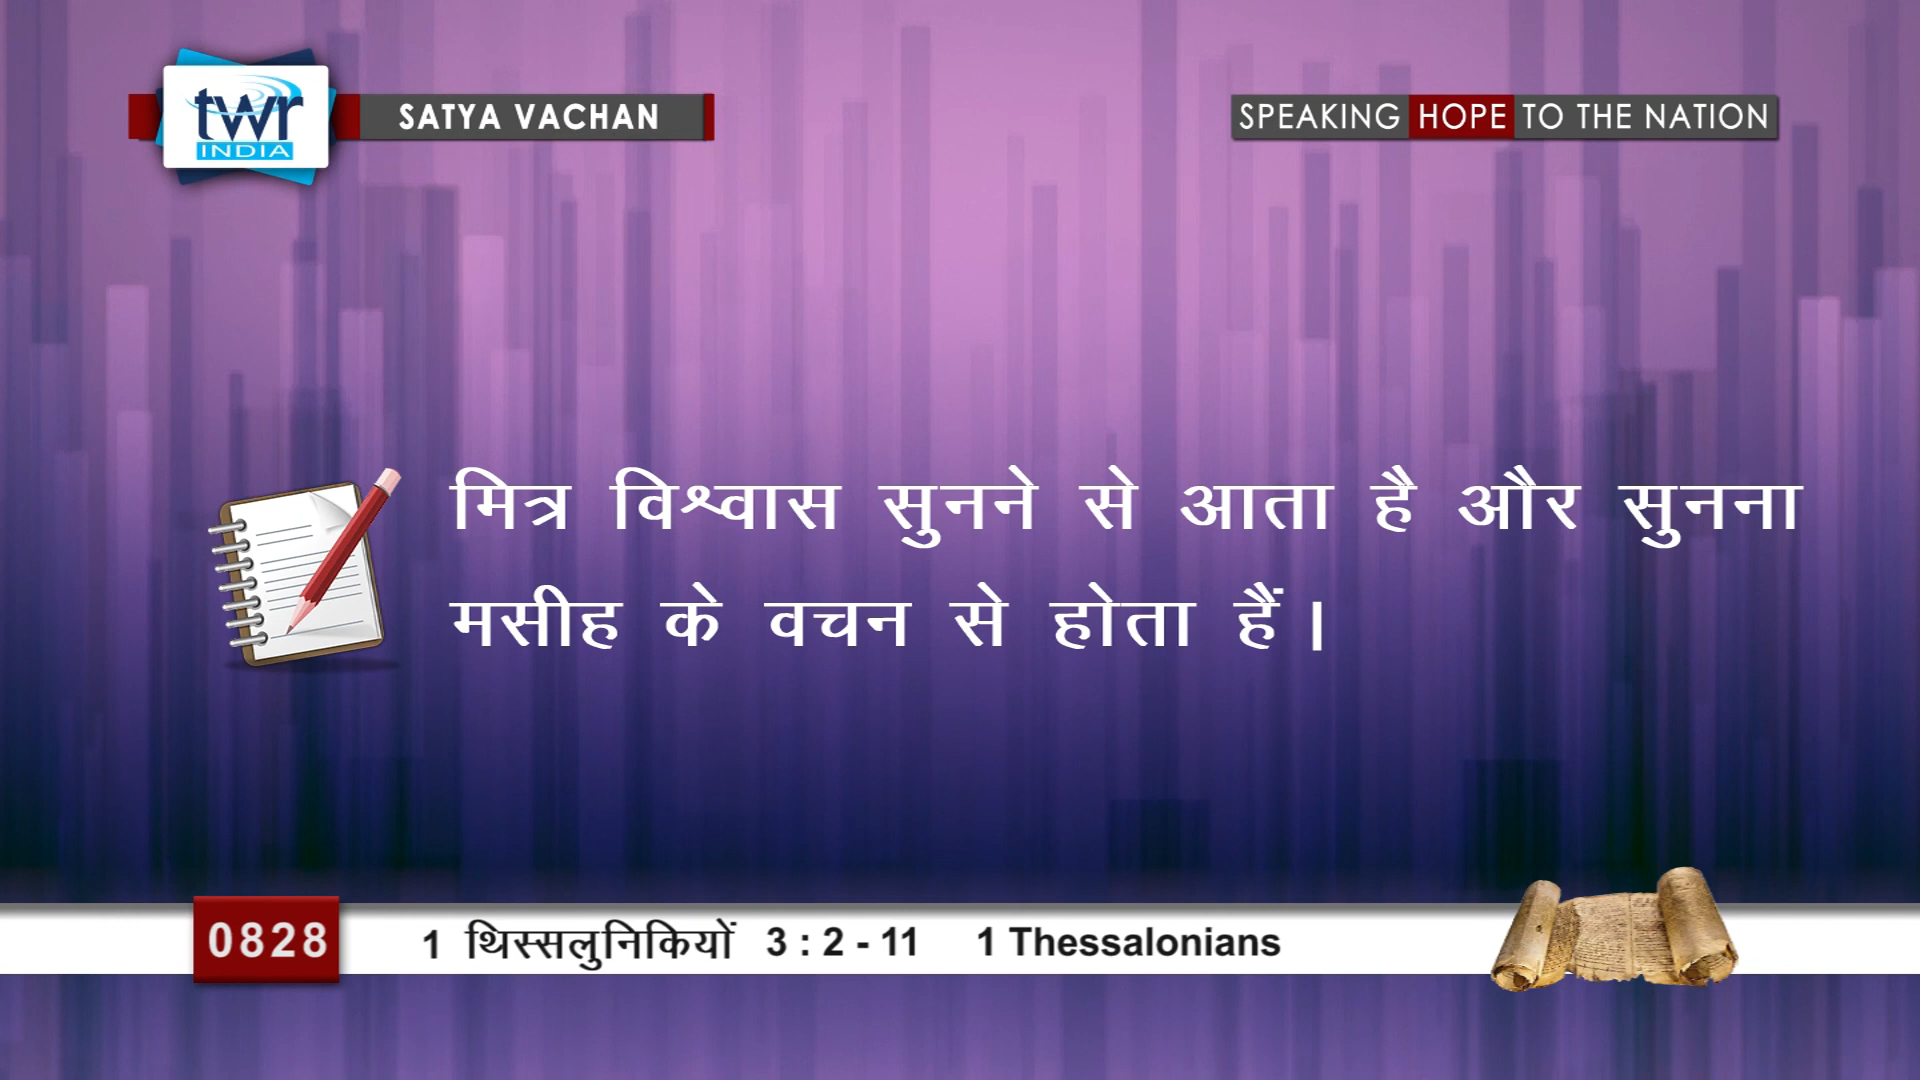 twr
INDIA
SATYA VACHAN
SPEAKING HOPE TO THE NATION
मित्र विश्वास सुनने से आता है और सुनना
मसीह के वचन से होता हैं।
0828
1 थिस्सलुनिकियों 3 : 2 - 11 1 Thessalonians